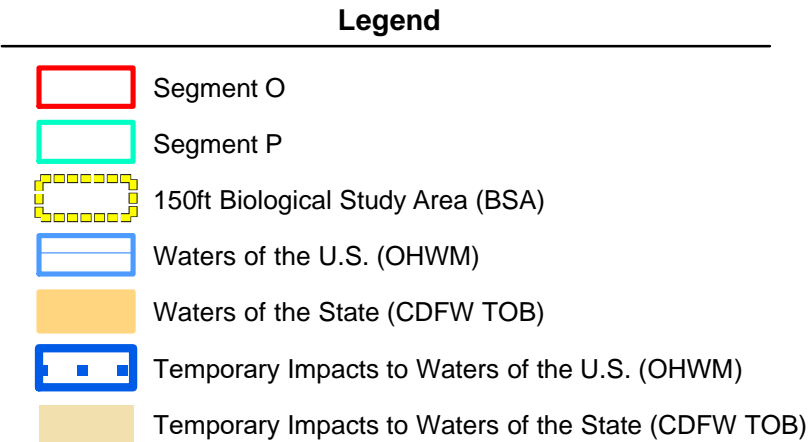 Legend
Segment O
Segment P
150ft Biological Study Area (BSA)
Waters of the U.S. (OHWM)
Waters of the State (CDFW TOB)
Temporary Impacts to Waters of the U.S. (OHWM)
Temporary Impacts to Waters of the State (CDFW TOB)